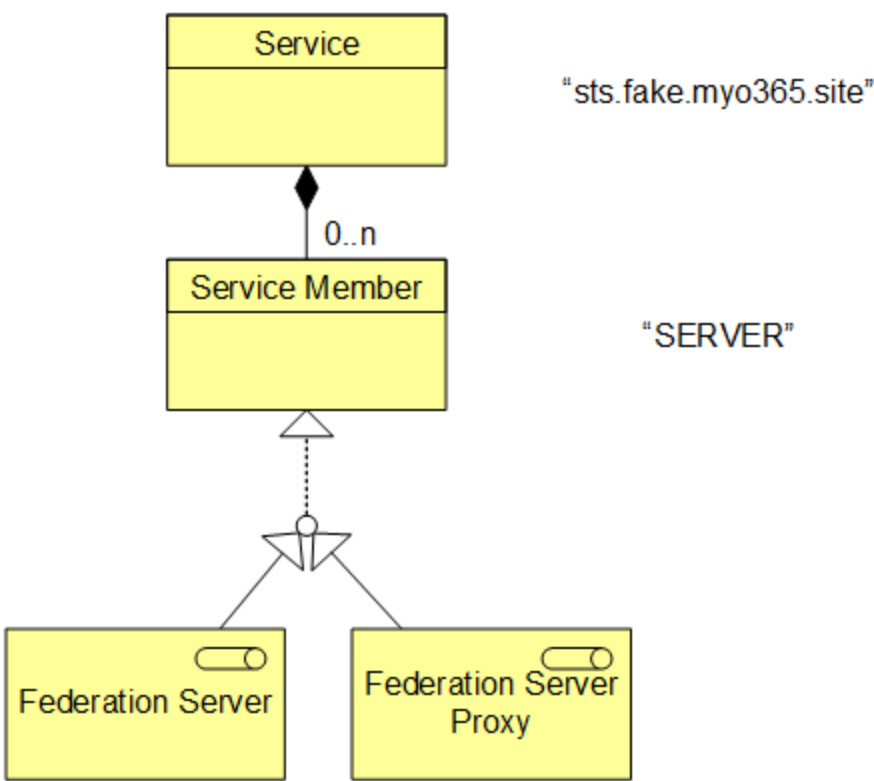 Service
“sts.fake.myo365.site”
0..n
Service Member
“SERVER”
Federation Server
Federation Server
Proxy